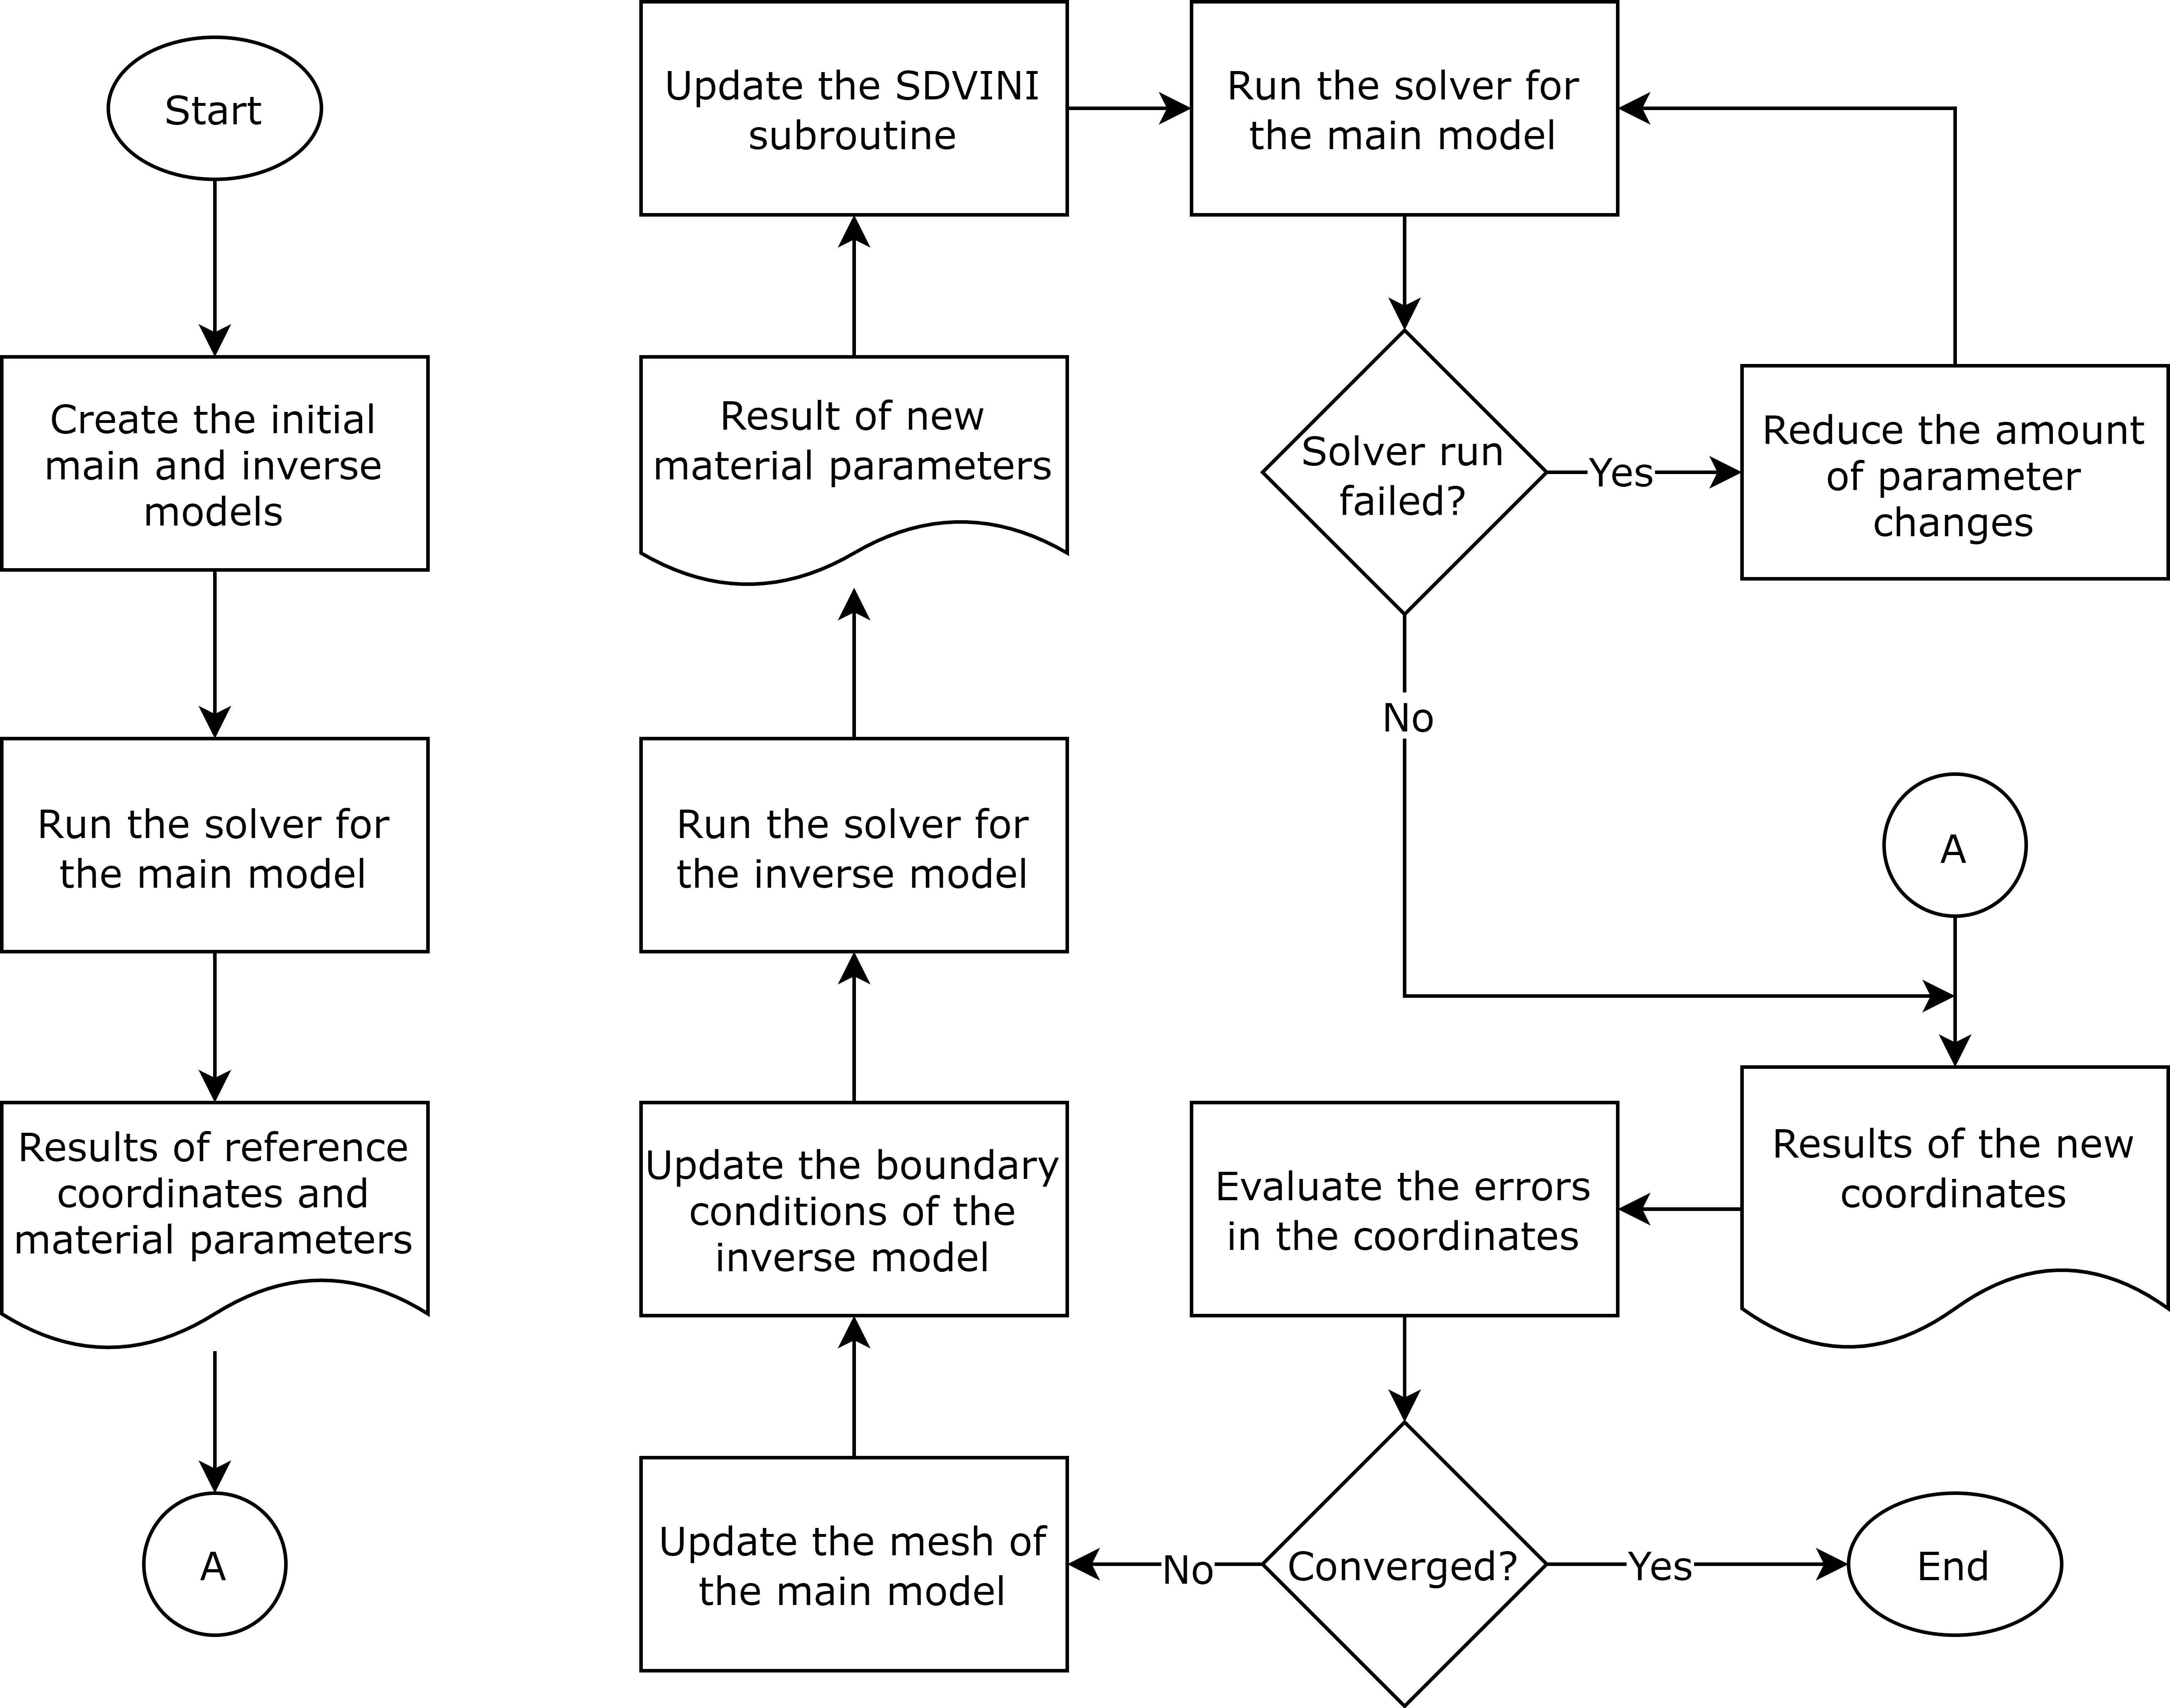 Start
Create the initial
main and inverse
models
Run the solver for
the main model
Results of reference
coordinates and
material parameters
A
Update the SDVINI
subroutine
Result of new
material parameters
Run the solver for
the inverse model
Update the boundary
conditions of the
inverse model
Update the mesh of
the main model
Run the solver for
the main model
Solver run
failed?
Yes
Reduce the amount
of parameter
changes
No
A
Results of the new
coordinates
Evaluate the errors
in the coordinates
Converged?
No
Yes
End